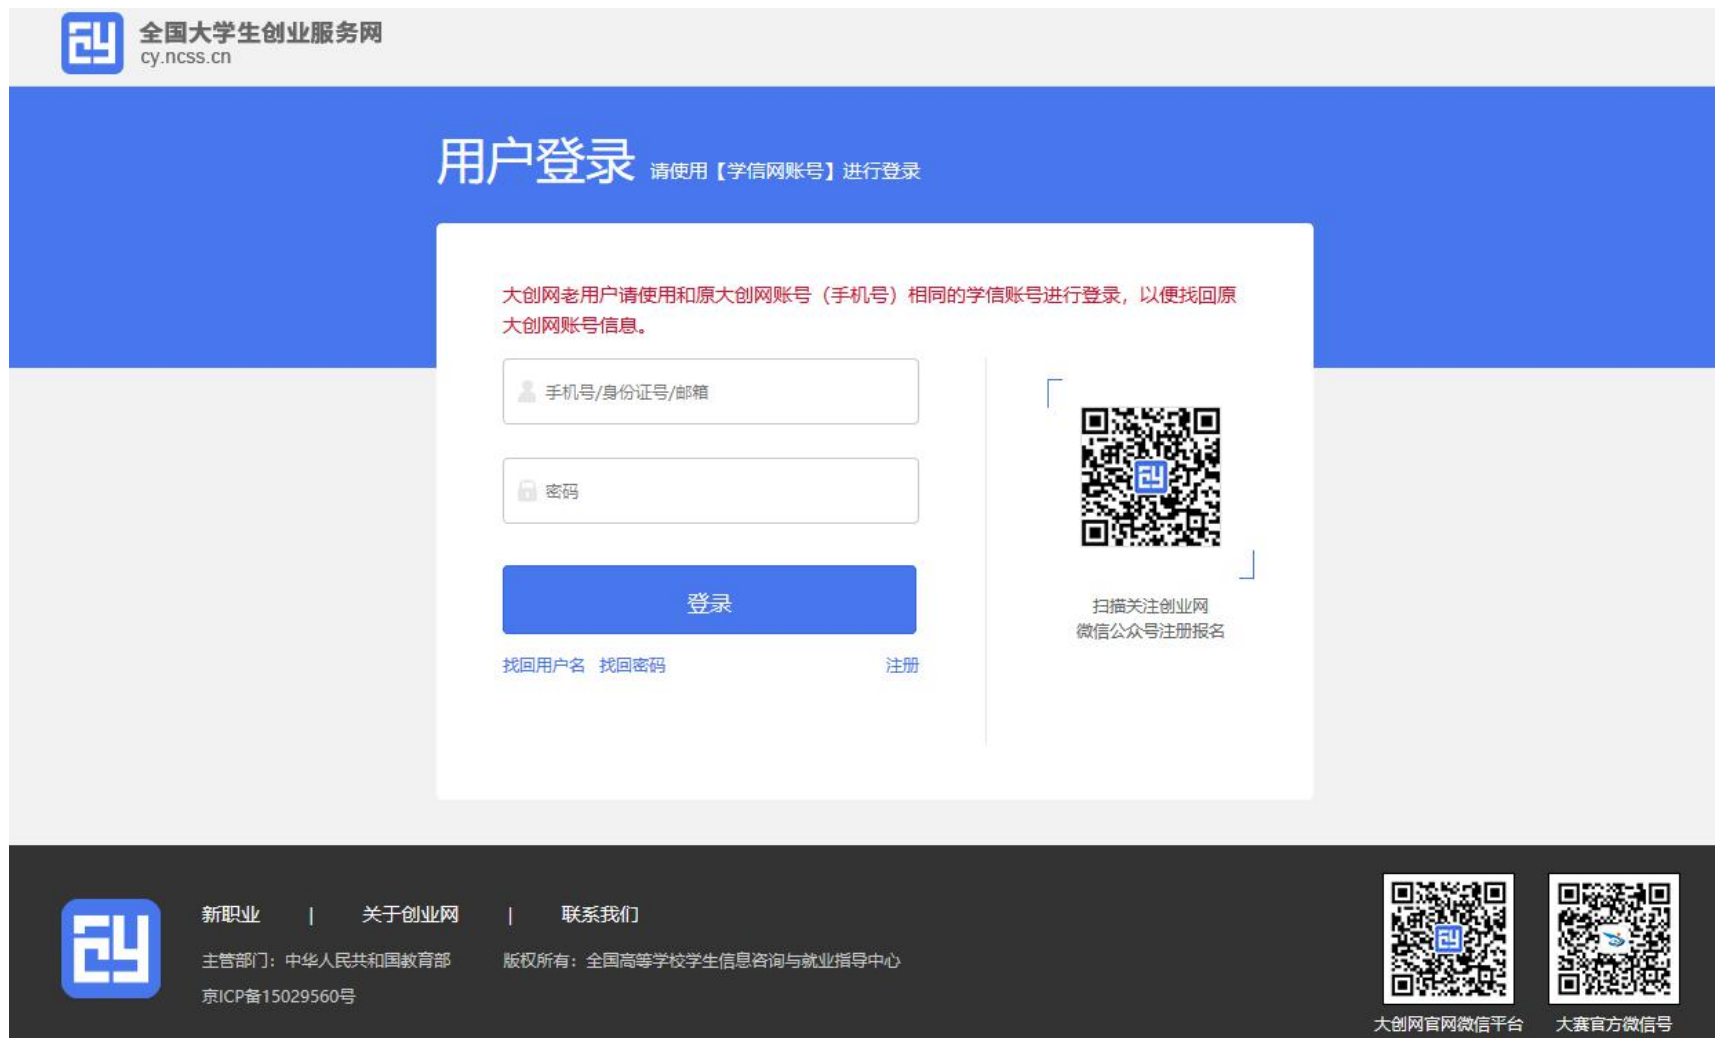 全国大学生创业服务网
cy.ncss.cn
用户登录 请使用【学信网账号】进行登录
大创网老用户请使用和原大创网账号（手机号）相同的学信账号进行登录，以便找回原
大创网账号信息。
手机号/身份证号/邮箱
密码
登录
找回用户名 找回密码 注册
扫描关注创业网
微信公众号注册报名
新职业 | 关于创业网 | 联系我们
主管部门：中华人民共和国教育部 版权所有：全国高等学校学生信息咨询与就业指导中心
京ICP备15029560号
大创网官网微信平台 大赛官方微信号